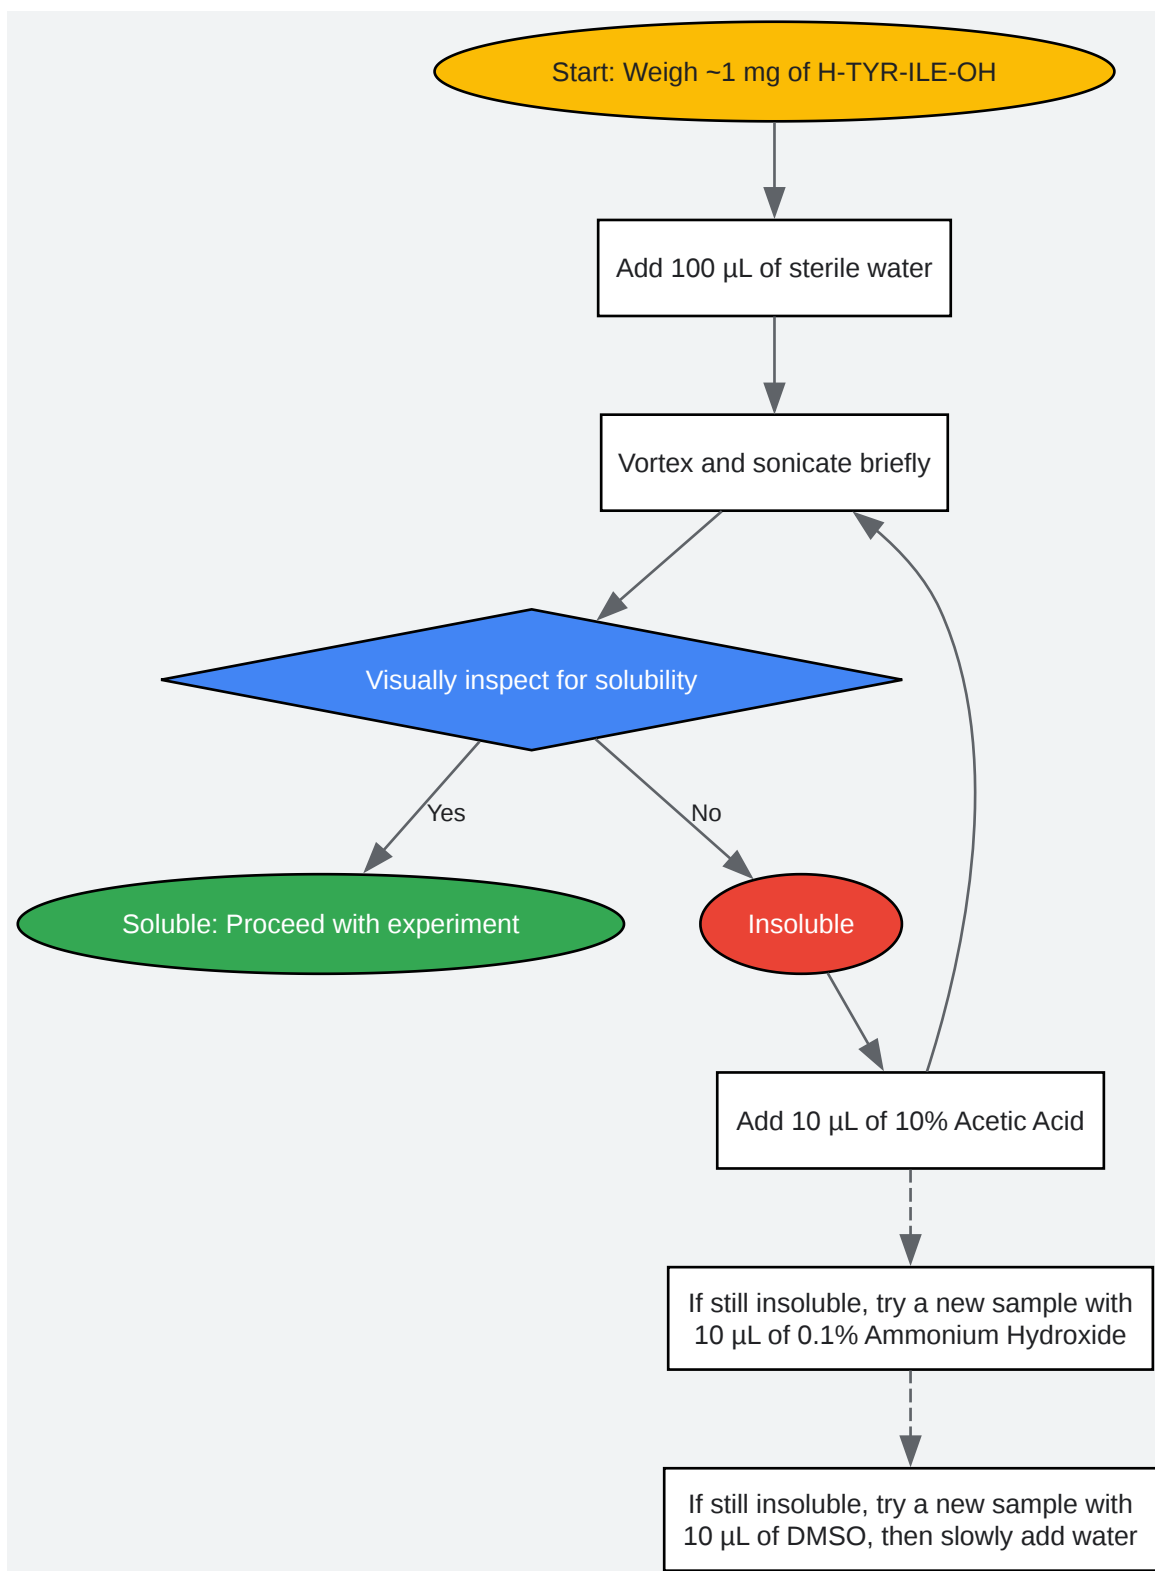 Start: Weigh ~1 mg of H-TYR-ILE-OH
Add 100 µL of sterile water
Vortex and sonicate briefly
Visually inspect for solubility
Yes
No
Soluble: Proceed with experiment
Insoluble
Add 10 µL of 10% Acetic Acid
If still insoluble, try a new sample with
10 µL of 0.1% Ammonium Hydroxide
If still insoluble, try a new sample with
10 µL of DMSO, then slowly add water